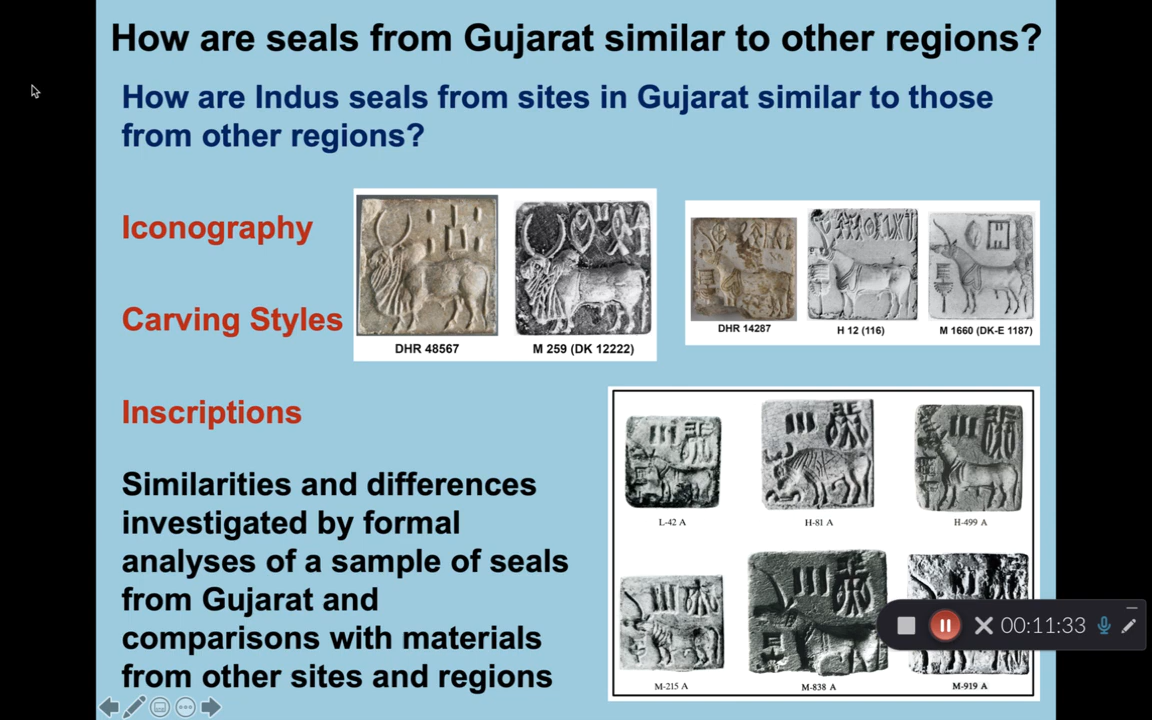 How are seals from Gujarat similar to other regions?
How are Indus seals from sites in Gujarat similar to those
from other regions?
Iconography
Carving Styles
DHR 48567
M 259 (DK 12222)
DHR 14287
H 12 (116)
M 1660 (DK-E 1187)
Inscriptions
Similarities and differences
investigated by formal
analyses of a sample of seals
from Gujarat and
comparisons with materials
from other sites and regions
L-42 A
H-81 A
H-499 A
M-215 A
M-838 A
M-919 A
00:11:33